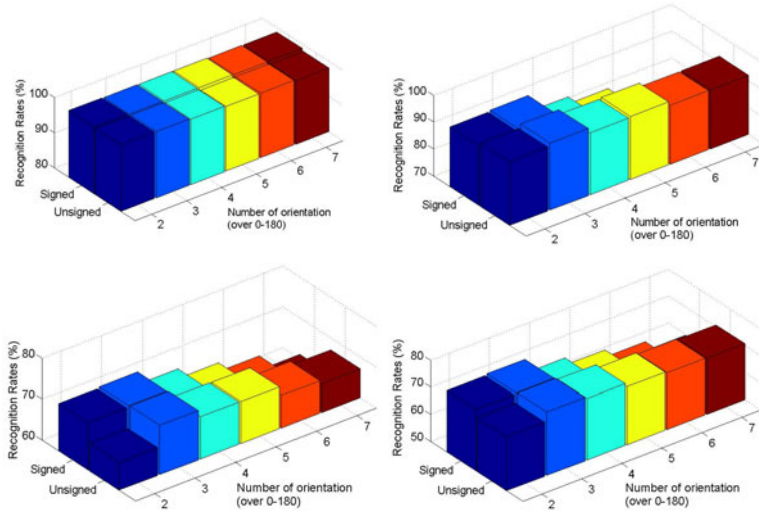 Recognition Rates (%)
100
90
80
Signed
Unsigned
2
3
4
5
6
7
Number of orientation
(over 0-180)
Recognition Rates (%)
100
90
80
70
Signed
Unsigned
2
3
4
5
6
7
Number of orientation
(over 0-180)
Recognition Rates (%)
80
70
60
Signed
Unsigned
2
3
4
5
6
7
Number of orientation
(over 0-180)
Recognition Rates (%)
80
70
60
50
Signed
Unsigned
2
3
4
5
6
7
Number of orientation
(over 0-180)